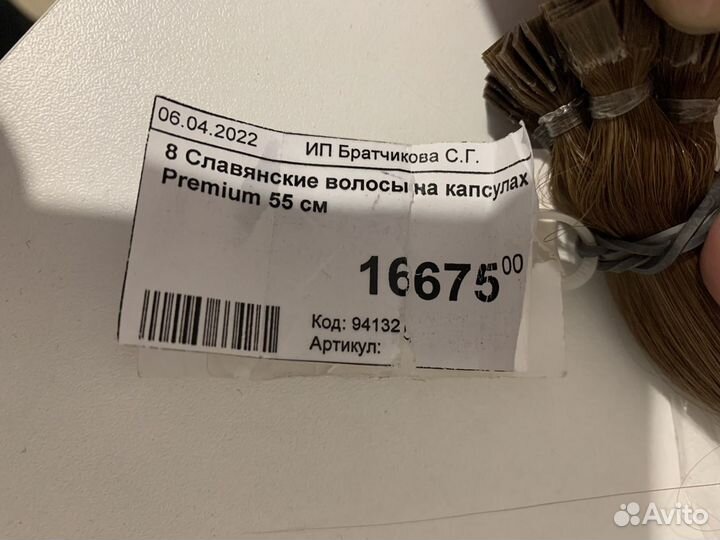 06.04.2022 ИП Братчикова С.Г.
8 Славянские волосы на капсулах
Premium 55 см
16675 00
Код: 94132
Артикул:
Avito